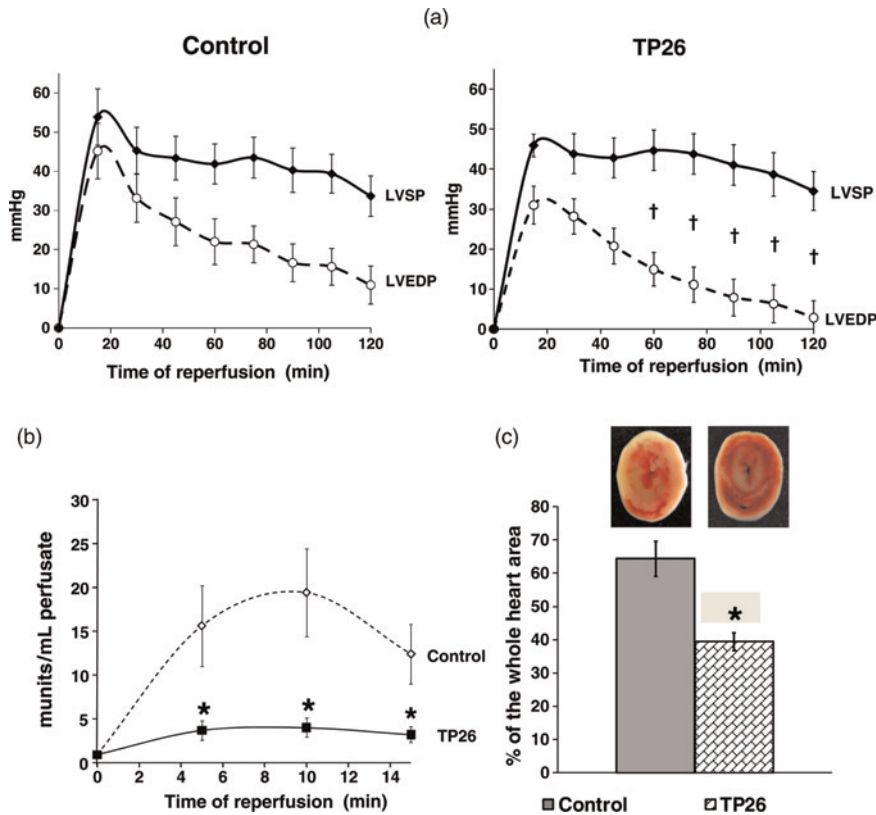 (a)
Control
TP26
60
50
40
30
20
10
0
mmHg
LVSP
LVEDP
0 20 40 60 80 100 120
Time of reperfusion (min)
60
50
40
30
20
10
0
mmHg
LVSP
† † † † †
LVEDP
0 20 40 60 80 100 120
Time of reperfusion (min)
(b)
30
25
20
15
10
5
0
munits/mL perfusate
Control
* * *
TP26
0 2 4 6 8 10 12 14
Time of reperfusion (min)
(c)
80
70
60
50
40
30
20
10
0
% of the whole heart area
*
Control TP26